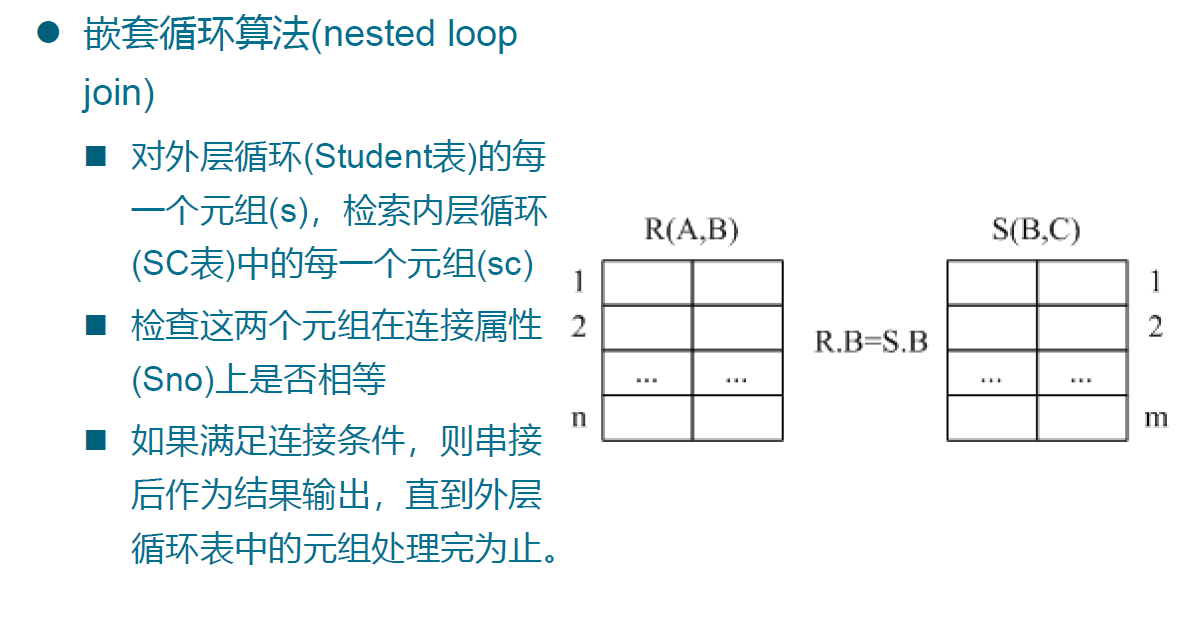 嵌套循环算法(nested loop
join)
对外层循环(Student表)的每
一个元组(s)，检索内层循环
(SC表)中的每一个元组(sc)
检查这两个元组在连接属性
(Sno)上是否相等
如果满足连接条件，则串接
后作为结果输出，直到外层
循环表中的元组处理完为止。
R(A,B)
1
2
... ...
n
R.B=S.B
S(B,C)
1
2
... ...
m